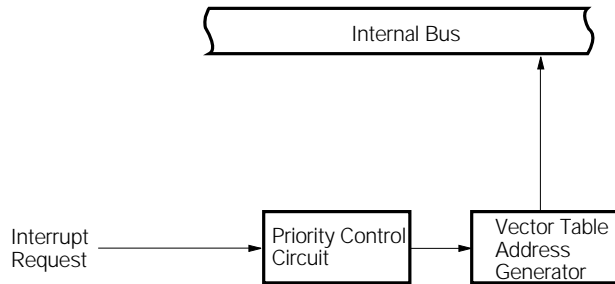 Internal Bus
Interrupt
Request
Priority Control
Circuit
Vector Table
Address
Generator